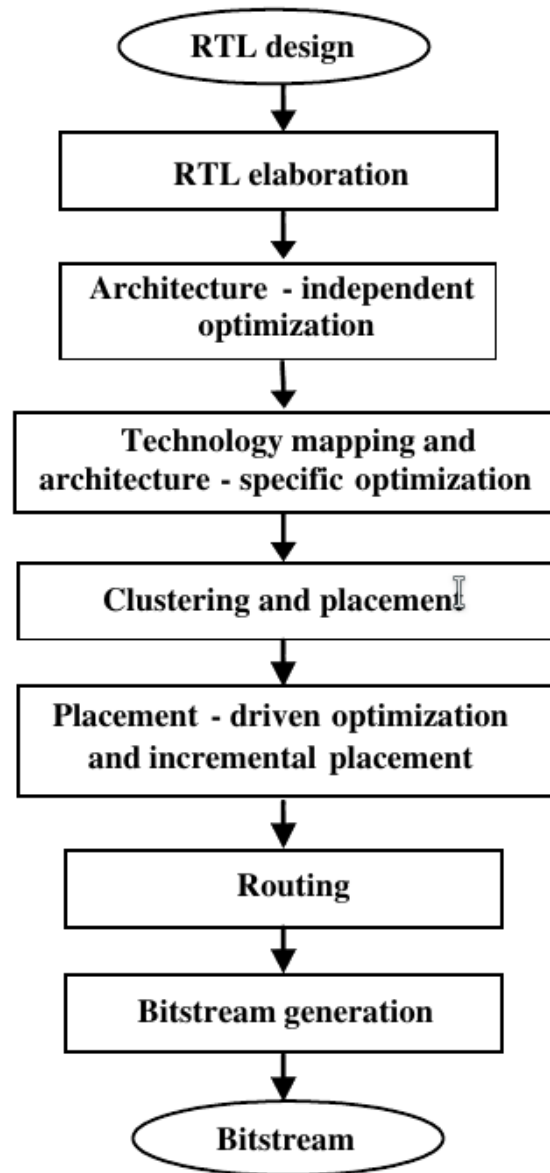 RTL design
RTL elaboration
Architecture - independent
optimization
Technology mapping and
architecture - specific optimization
Clustering and placement
Placement - driven optimization
and incremental placement
Routing
Bitstream generation
Bitstream